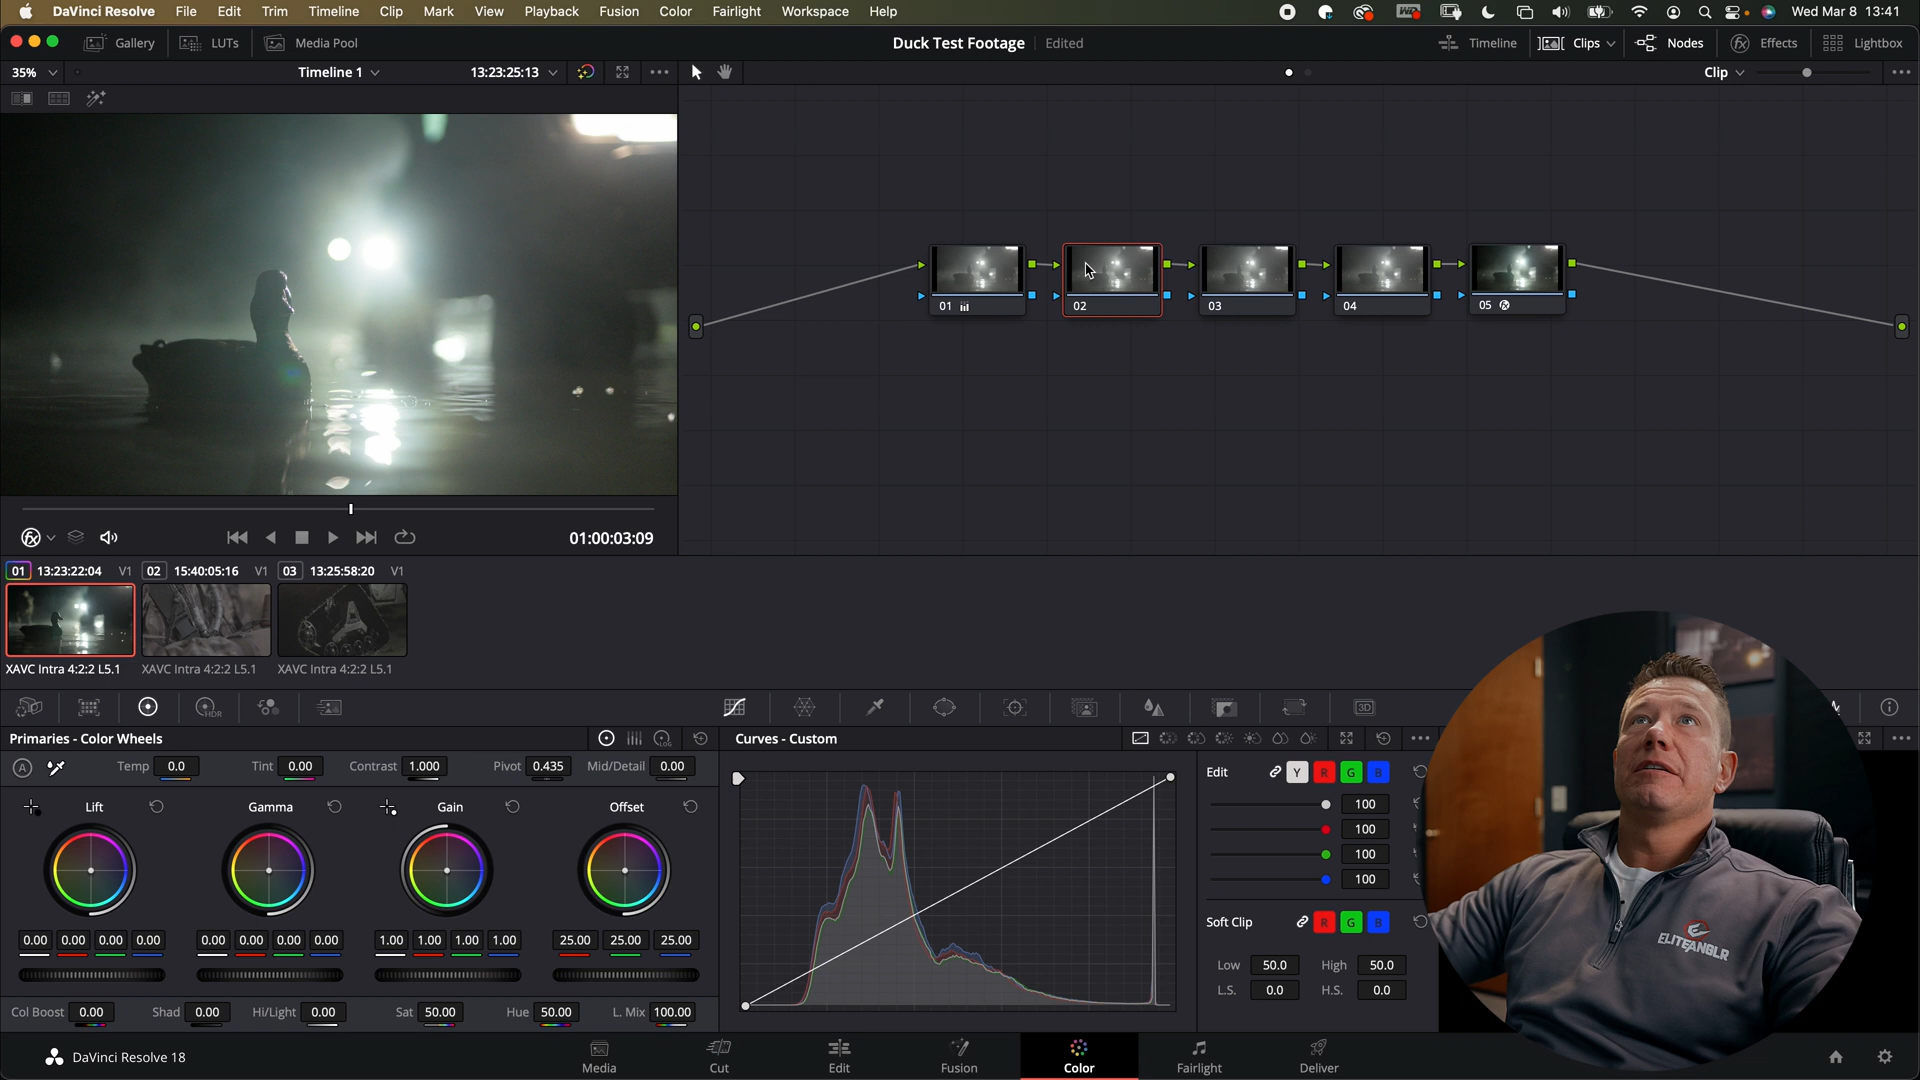 DaVinci Resolve File Edit Trim Timeline Clip Mark View Playback Fusion Color Fairlight Workspace Help Wed Mar 8 13:41
Gallery LUTs Media Pool Duck Test Footage Edited Timeline Clips Nodes Effects Lightbox
35% Timeline 1 13:23:25:13 Clip
01 02 03 04 05
01:00:03:09
01 13:23:22:04 V1 02 15:40:05:16 V1 03 13:25:58:20 V1
XAVC Intra 4:2:2 L5.1 XAVC Intra 4:2:2 L5.1 XAVC Intra 4:2:2 L5.1
HDR 3D
Primaries - Color Wheels LOG Curves - Custom
A Temp 0.0 Tint 0.00 Contrast 1.000 Pivot 0.435 Mid/Detail 0.00 Edit Y R G B
Lift Gamma Gain Offset 100
100
100
100
Soft Clip R G B
0.00 0.00 0.00 0.00 0.00 0.00 0.00 0.00 1.00 1.00 1.00 1.00 25.00 25.00 25.00
Low 50.0 High 50.0
L.S. 0.0 H.S. 0.0
Col Boost 0.00 Shad 0.00 Hi/Light 0.00 Sat 50.00 Hue 50.00 L. Mix 100.00
ELITE ANGLR
DaVinci Resolve 18 Media Cut Edit Fusion Color Fairlight Deliver